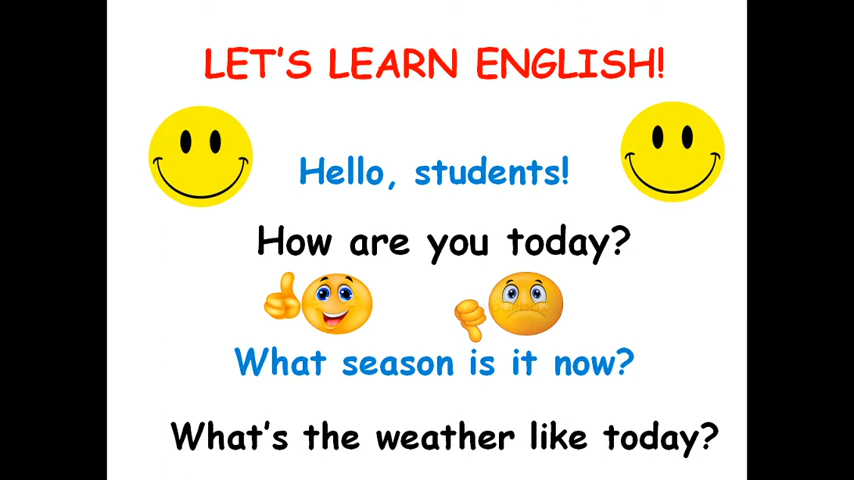 LET'S LEARN ENGLISH!
Hello, students!
How are you today?
What season is it now?
What's the weather like today?